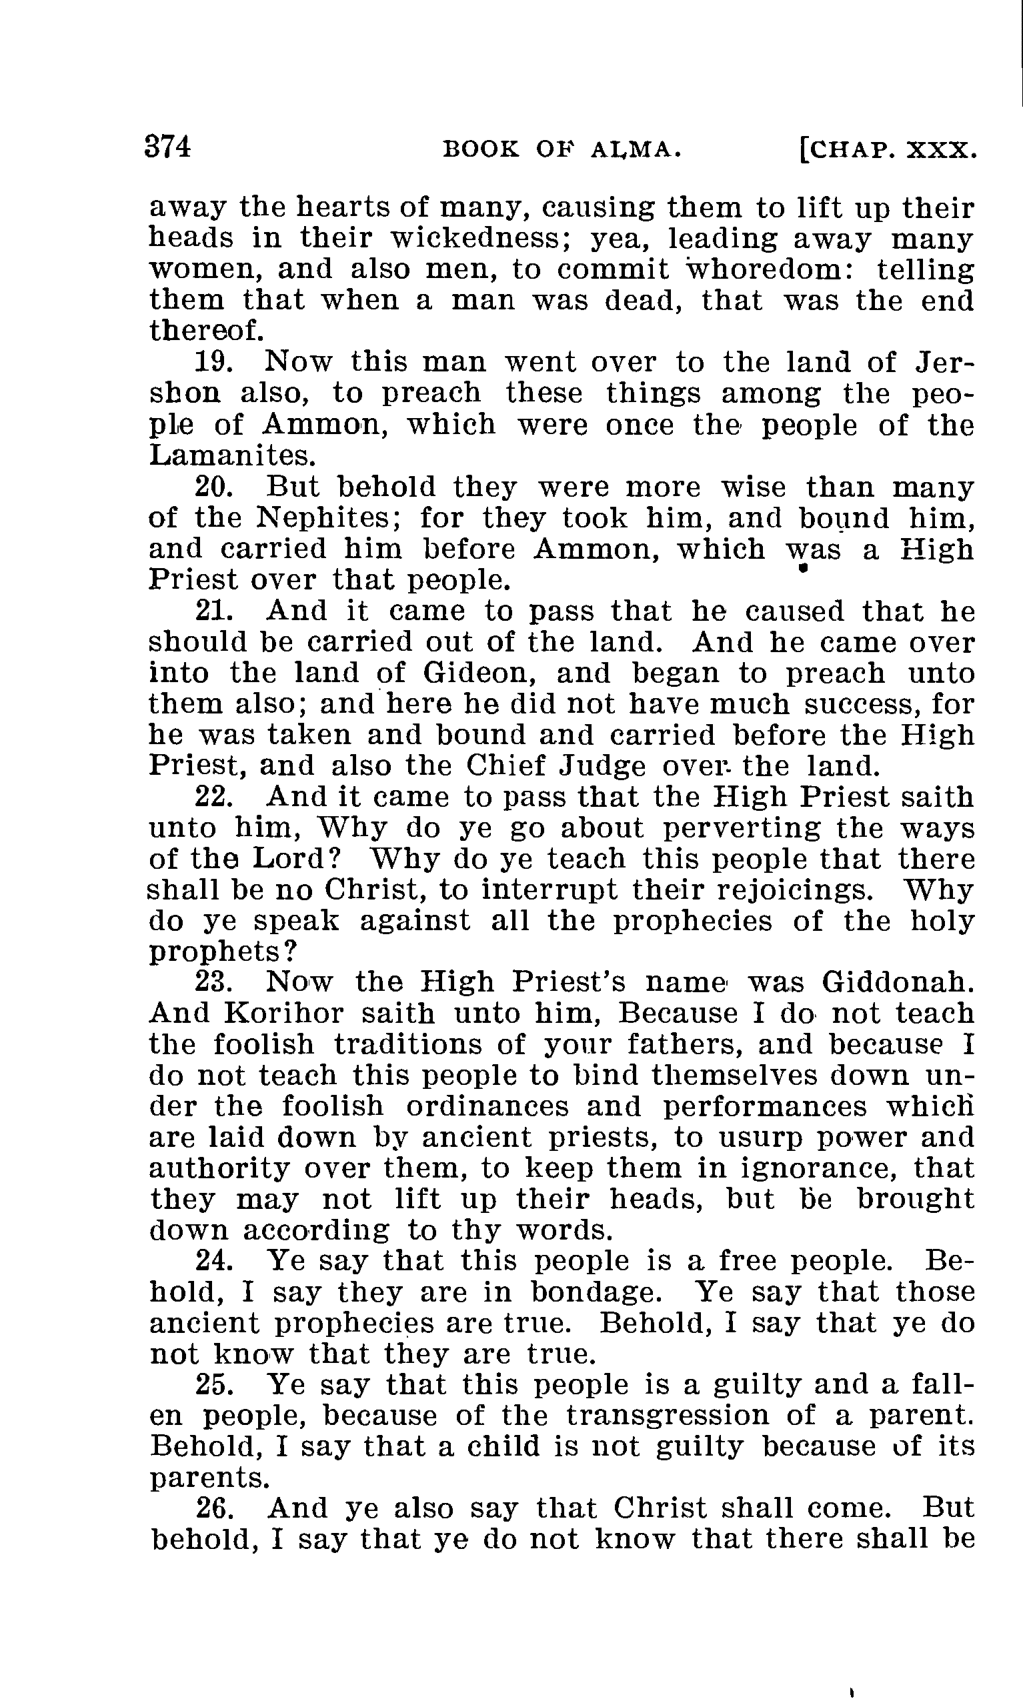 374 BOOK OF ALMA. [CHAP. XXX.
away the hearts of many, causing them to lift up their
heads in their wickedness; yea, leading away many
women, and also men, to commit whoredom: telling
them that when a man was dead, that was the end
thereof.
19. Now this man went over to the land of Jer-
shon also, to preach these things among the peo-
ple of Ammon, which were once the people of the
Lamanites.
20. But behold they were more wise than many
of the Nephites; for they took him, and bound him,
and carried him before Ammon, which was a High
Priest over that people.
21. And it came to pass that he caused that he
should be carried out of the land. And he came over
into the land of Gideon, and began to preach unto
them also; and here he did not have much success, for
he was taken and bound and carried before the High
Priest, and also the Chief Judge over the land.
22. And it came to pass that the High Priest saith
unto him, Why do ye go about perverting the ways
of the Lord? Why do ye teach this people that there
shall be no Christ, to interrupt their rejoicings. Why
do ye speak against all the prophecies of the holy
prophets?
23. Now the High Priest's name was Giddonah.
And Korihor saith unto him, Because I do not teach
the foolish traditions of your fathers, and because I
do not teach this people to bind themselves down un-
der the foolish ordinances and performances which
are laid down by ancient priests, to usurp power and
authority over them, to keep them in ignorance, that
they may not lift up their heads, but be brought
down according to thy words.
24. Ye say that this people is a free people. Be-
hold, I say they are in bondage. Ye say that those
ancient prophecies are true. Behold, I say that ye do
not know that they are true.
25. Ye say that this people is a guilty and a fall-
en people, because of the transgression of a parent.
Behold, I say that a child is not guilty because of its
parents.
26. And ye also say that Christ shall come. But
behold, I say that ye do not know that there shall be